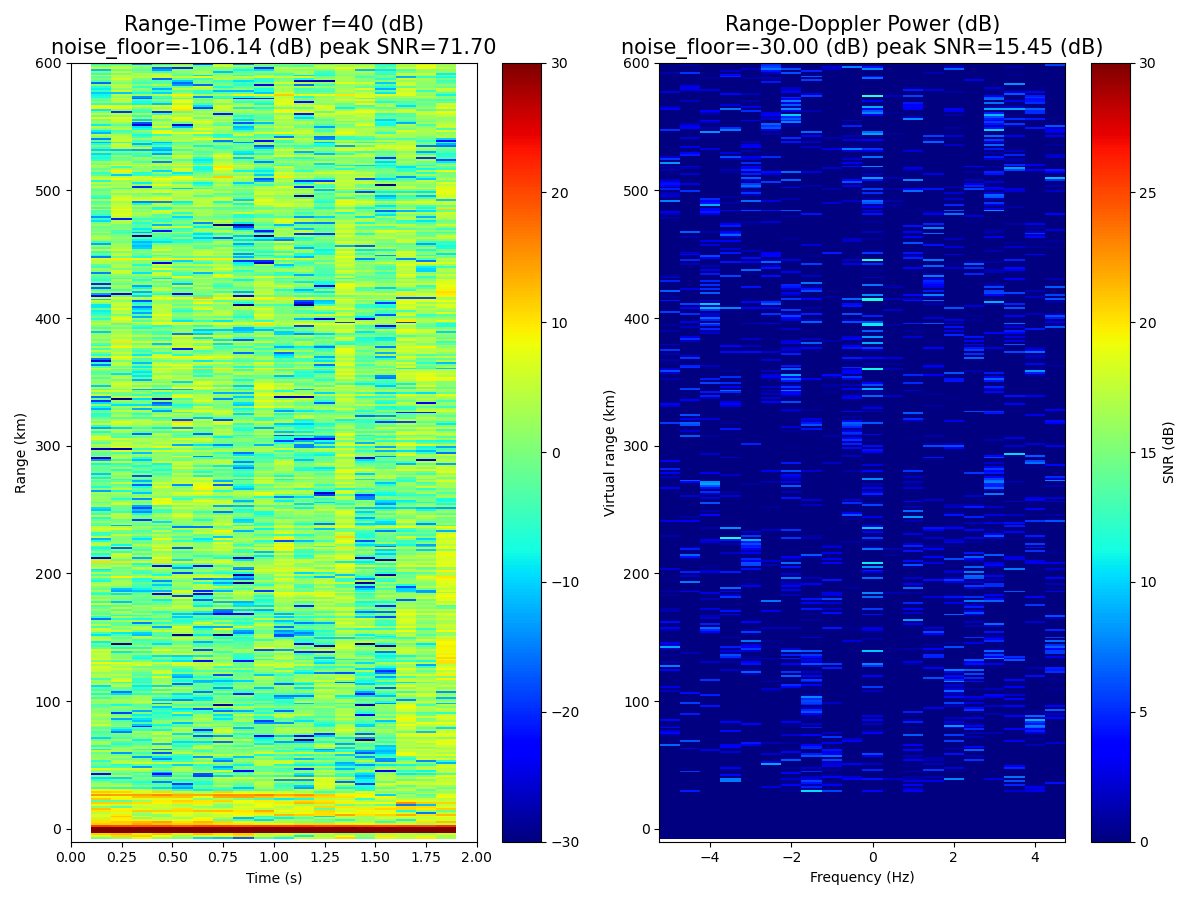 Range-Time Power f=40 (dB)
noise_floor=-106.14 (dB) peak SNR=71.70
Range-Doppler Power (dB)
noise_floor=-30.00 (dB) peak SNR=15.45 (dB)
Range (km)
600
500
400
300
200
100
0
0.00 0.25 0.50 0.75 1.00 1.25 1.50 1.75 2.00
Time (s)
30
20
10
0
−10
−20
−30
Virtual range (km)
600
500
400
300
200
100
0
−4 −2 0 2 4
Frequency (Hz)
30
25
20
15
10
5
0
SNR (dB)